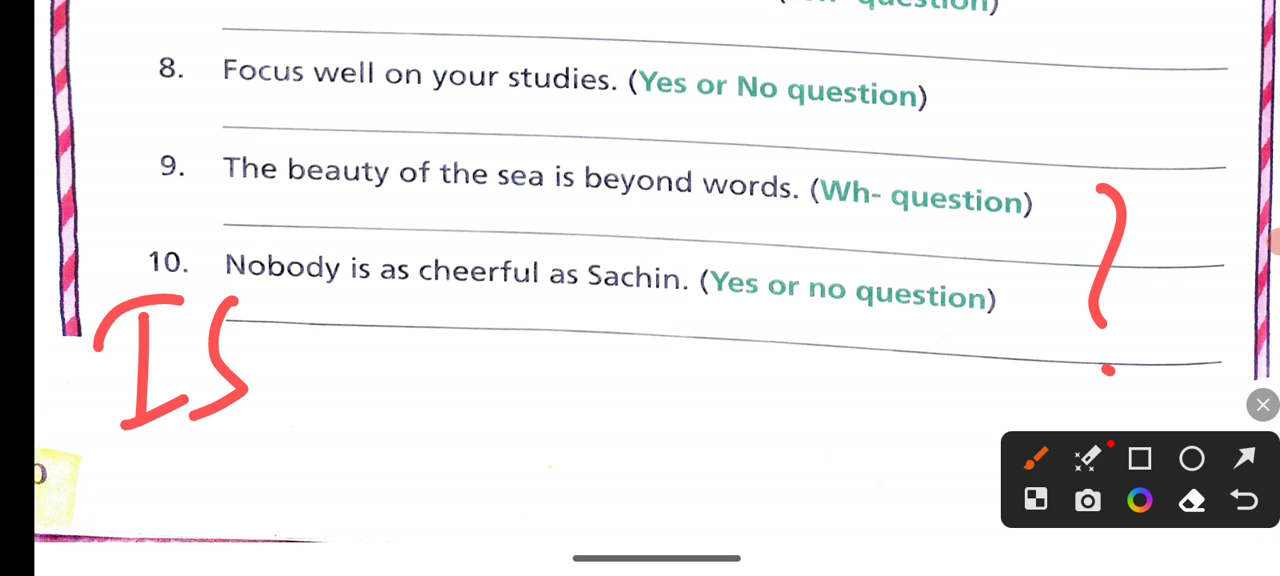 question)
8. Focus well on your studies. (Yes or No question)
9. The beauty of the sea is beyond words. (Wh- question)
?
10. Nobody is as cheerful as Sachin. (Yes or no question)
IS